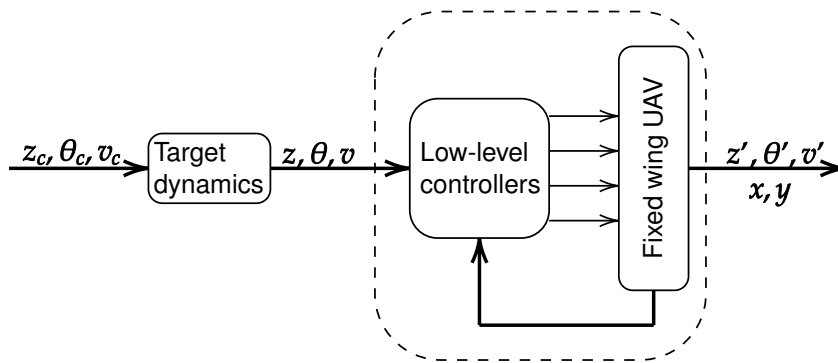 z_c, θ_c, v_c
Target
dynamics
z, θ, v
Low-level
controllers
Fixed wing UAV
z', θ', v'
x, y